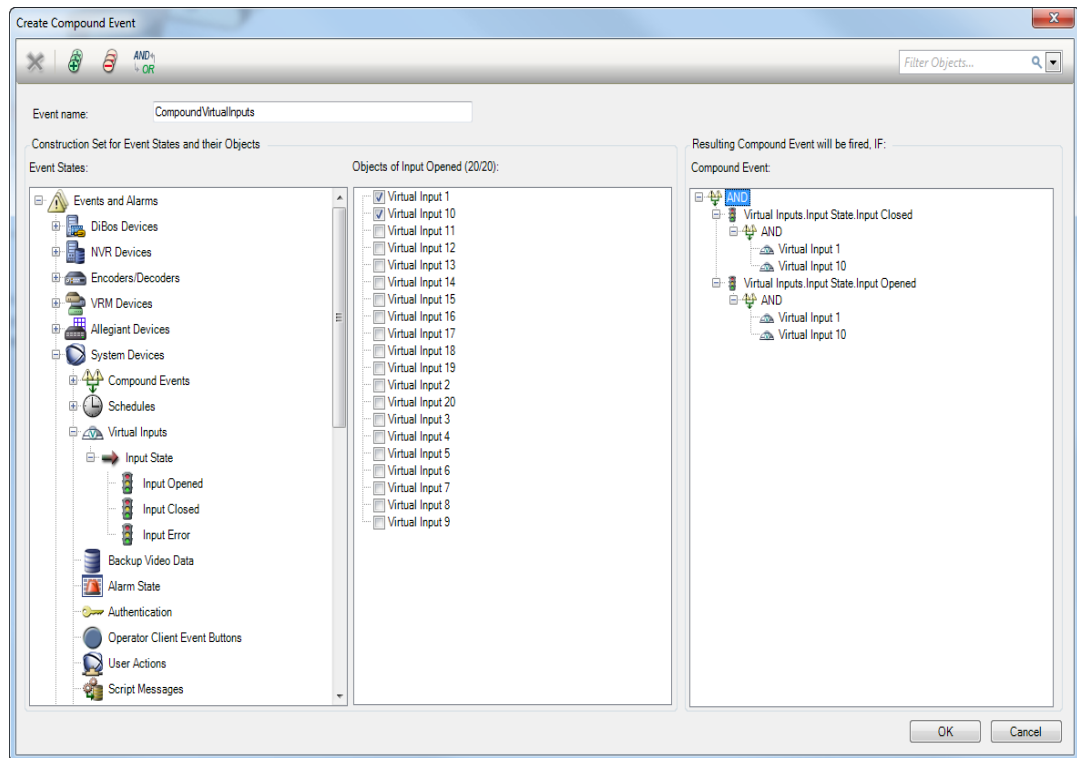 Create Compound Event
AND
OR
Filter Objects...
Event name:
CompoundVirtualInputs
Construction Set for Event States and their Objects
Event States:
Events and Alarms
DiBos Devices
NVR Devices
Encoders/Decoders
VRM Devices
Allegiant Devices
System Devices
Compound Events
Schedules
Virtual Inputs
Input State
Input Opened
Input Closed
Input Error
Backup Video Data
Alarm State
Authentication
Operator Client Event Buttons
User Actions
Script Messages
Objects of Input Opened (20/20):
Virtual Input 1
Virtual Input 10
Virtual Input 11
Virtual Input 12
Virtual Input 13
Virtual Input 14
Virtual Input 15
Virtual Input 16
Virtual Input 17
Virtual Input 18
Virtual Input 19
Virtual Input 2
Virtual Input 20
Virtual Input 3
Virtual Input 4
Virtual Input 5
Virtual Input 6
Virtual Input 7
Virtual Input 8
Virtual Input 9
Resulting Compound Event will be fired, IF:
Compound Event:
AND
Virtual Inputs.Input State.Input Closed
AND
Virtual Input 1
Virtual Input 10
Virtual Inputs.Input State.Input Opened
AND
Virtual Input 1
Virtual Input 10
OK
Cancel